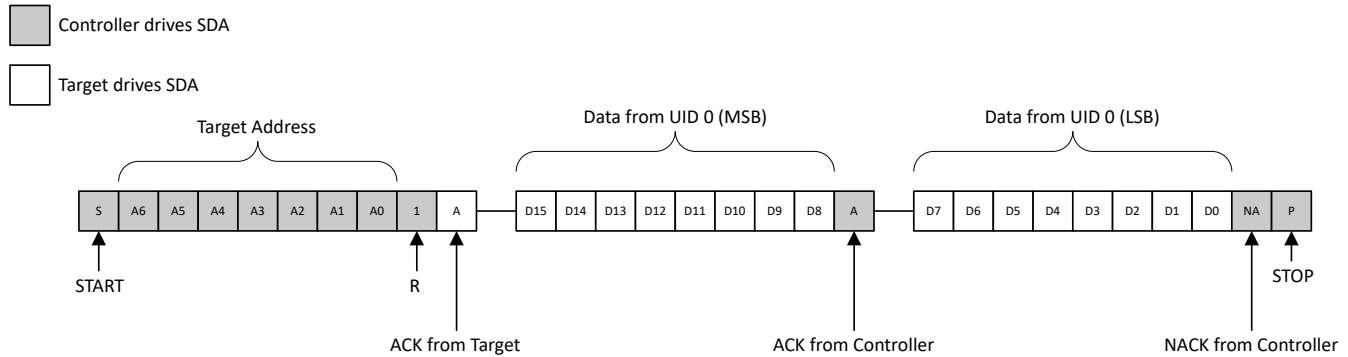 Controller drives SDA
Target drives SDA
Target Address
Data from UID 0 (MSB)
Data from UID 0 (LSB)
S A6 A5 A4 A3 A2 A1 A0 1 A D15 D14 D13 D12 D11 D10 D9 D8 A D7 D6 D5 D4 D3 D2 D1 D0 NA P
START
R
STOP
ACK from Target
ACK from Controller
NACK from Controller